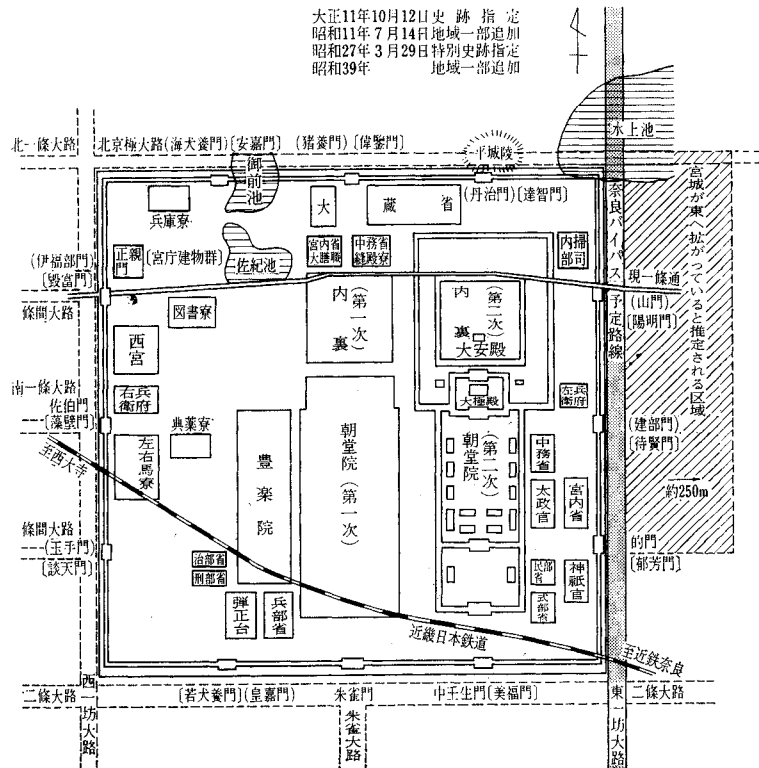 大正11年10月12日史跡指定
昭和11年7月14日地域一部追加
昭和27年3月29日特別史跡指定
昭和39年 地域一部追加
水上池
平城陵
北一條大路
北京極大路(海犬養門)〔安嘉門〕
(猪養門)〔偉鑒門〕
御前池
(丹治門)〔達智門〕
兵庫寮
大
蔵省
奈良バイパス予定路線
宮城が東へ拡がつていると推定される区域
(伊福部門)
〔殷富門〕
正親門
〔宮庁建物群〕
佐紀池
宮内省
大膳職
中務省
縫殿寮
内掃部司
現一條通
(山門)
〔陽明門〕
條間大路
図書寮
内裏(第一次)
内裏(第二次)
大安殿
西宮
南一條大路
佐伯門
〔藻壁門〕
右兵衛府
典薬寮
大極殿
左兵衛府
(建部門)
〔待賢門〕
至西大寺
左右馬寮
豊楽院
朝堂院(第一次)
朝堂院(第二次)
中務省
太政官
宮内省
約250m
條間大路
(玉手門)
〔談天門〕
治部省
刑部省
民部省
式部省
神祇官
的門
〔郁芳門〕
弾正台
兵部省
近畿日本鉄道
至近鉄奈良
二條大路
西一坊大路
〔若犬養門〕(皇嘉門)
朱雀門
中壬生門〔美福門〕
東一坊大路
二條大路
朱雀大路